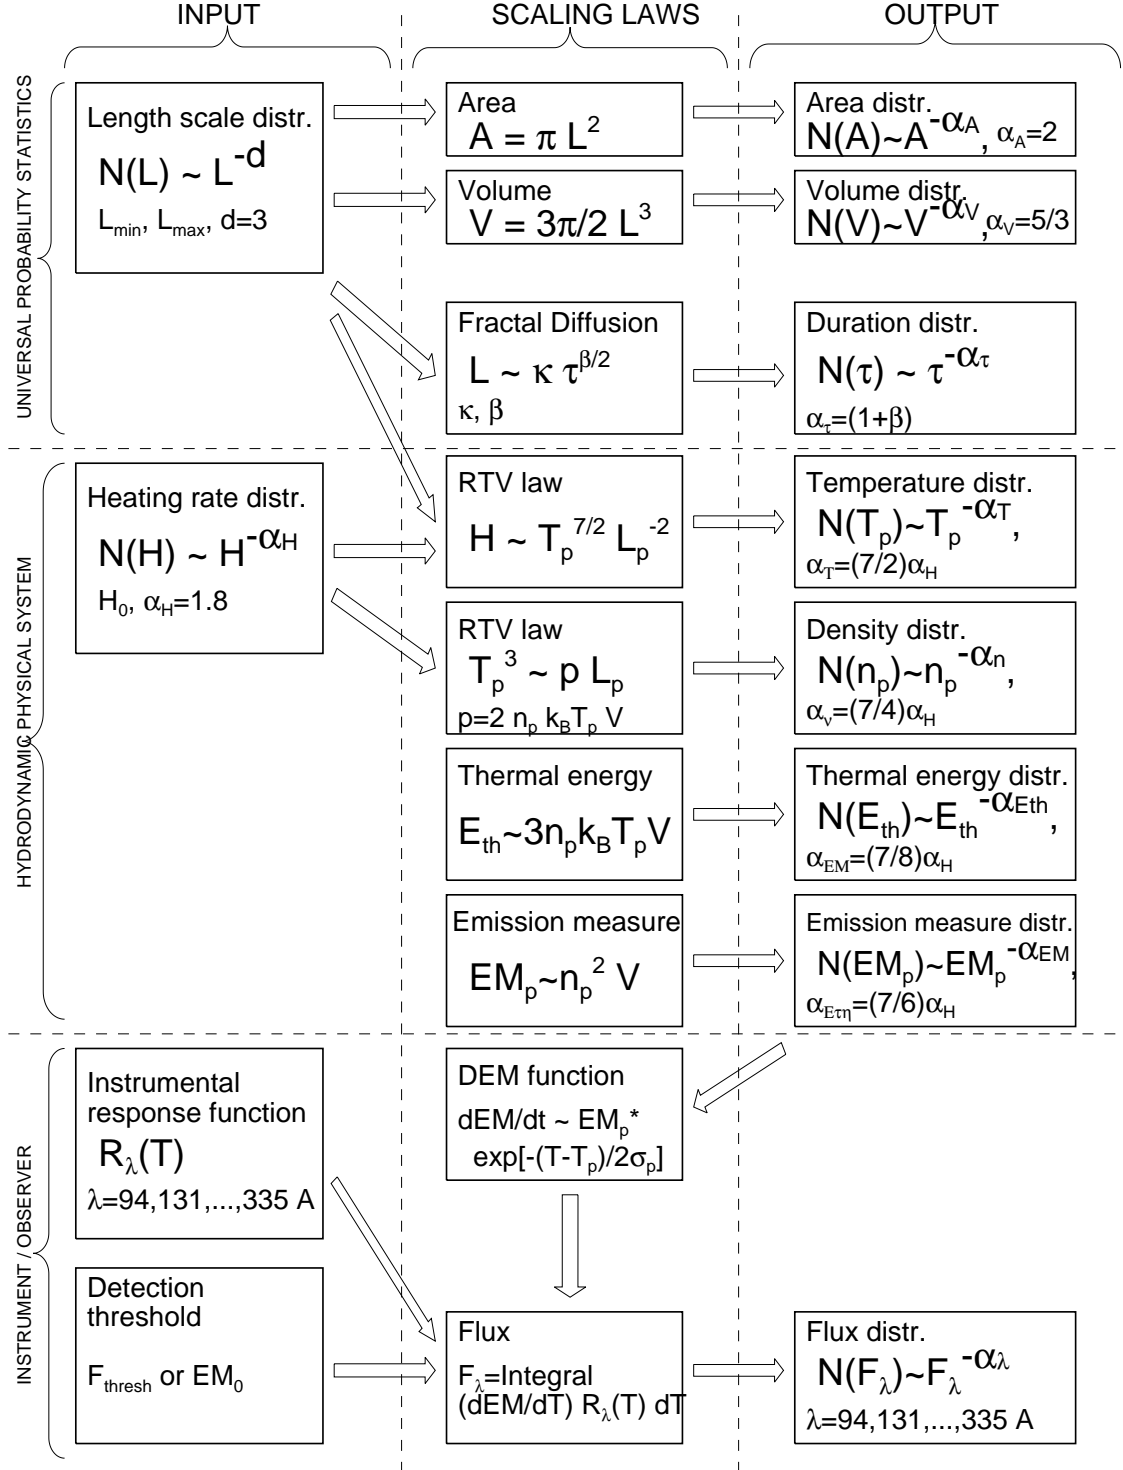 INPUT
SCALING LAWS
OUTPUT
UNIVERSAL PROBABILITY STATISTICS
Length scale distr.
N(L) ~ L^-d
L_min, L_max, d=3
Area
A = π L^2
Area distr.
N(A)~A^-α_A, α_A=2
Volume
V = 3π/2 L^3
Volume distr.
N(V)~V^-α_V, α_V=5/3
Fractal Diffusion
L ~ κ τ^β/2
κ, β
Duration distr.
N(τ) ~ τ^-α_τ
α_τ=(1+β)
HYDRODYNAMIC PHYSICAL SYSTEM
Heating rate distr.
N(H) ~ H^-α_H
H_0, α_H=1.8
RTV law
H ~ T_p^7/2 L_p^-2
Temperature distr.
N(T_p)~T_p^-α_T,
α_T=(7/2)α_H
RTV law
T_p^3 ~ p L_p
p=2 n_p k_BT_p V
Density distr.
N(n_p)~n_p^-α_n,
α_ν=(7/4)α_H
Thermal energy
E_th~3n_pk_BT_pV
Thermal energy distr.
N(E_th)~E_th^-α_Eth,
α_EM=(7/8)α_H
Emission measure
EM_p~n_p^2 V
Emission measure distr.
N(EM_p)~EM_p^-α_EM,
α_Eτη=(7/6)α_H
INSTRUMENT / OBSERVER
Instrumental
response function
R_λ(T)
λ=94,131,...,335 A
DEM function
dEM/dt ~ EM_p*
exp[-(T-T_p)/2σ_p]
Detection
threshold
F_thresh or EM_0
Flux
F_λ=Integral
(dEM/dT) R_λ(T) dT
Flux distr.
N(F_λ)~F_λ^-α_λ
λ=94,131,...,335 A